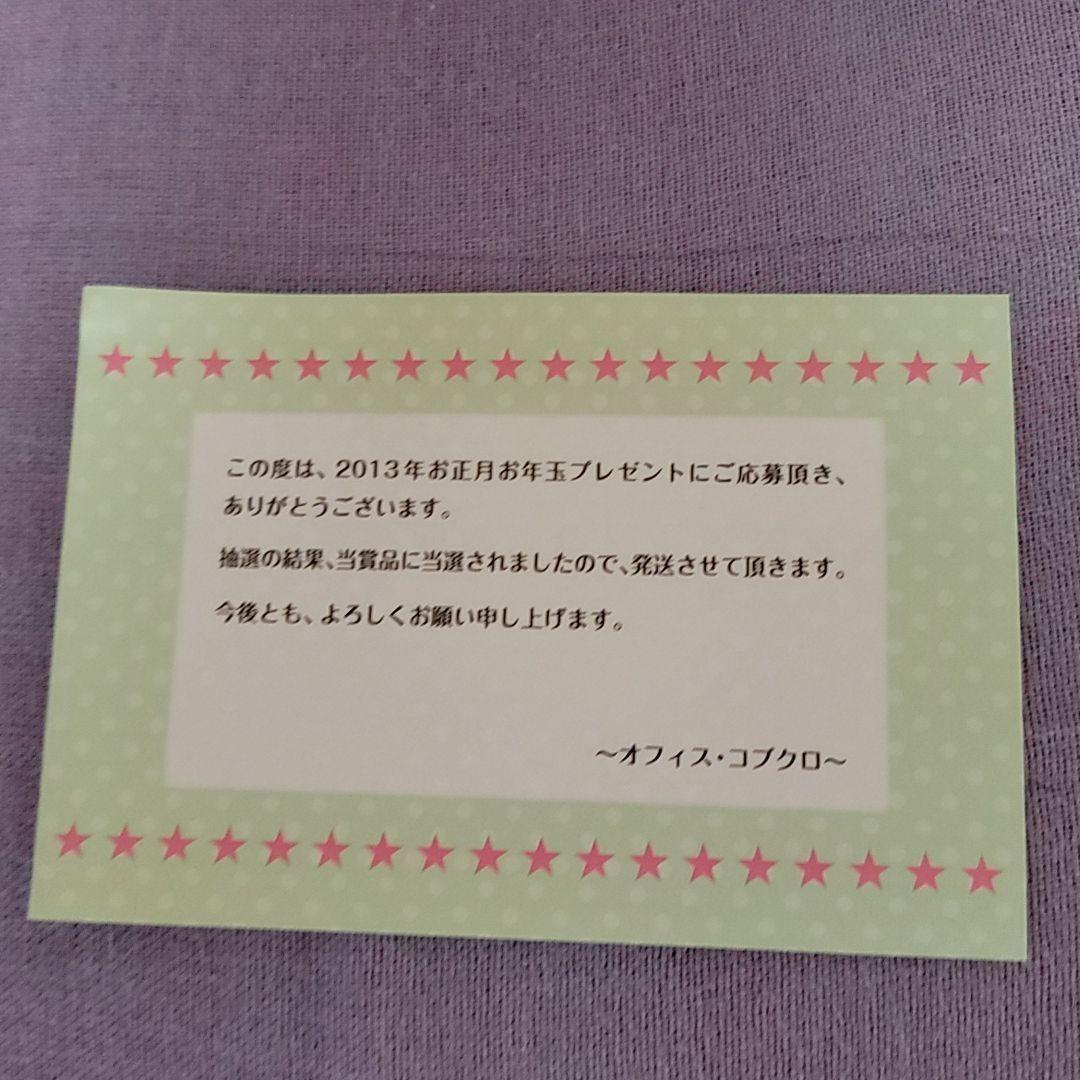 この度は、2013年お正月お年玉プレゼントにご応募頂き、
ありがとうございます。
抽選の結果、当賞品に当選されましたので、発送させて頂きます。
今後とも、よろしくお願い申し上げます。
～オフィス・コブクロ～